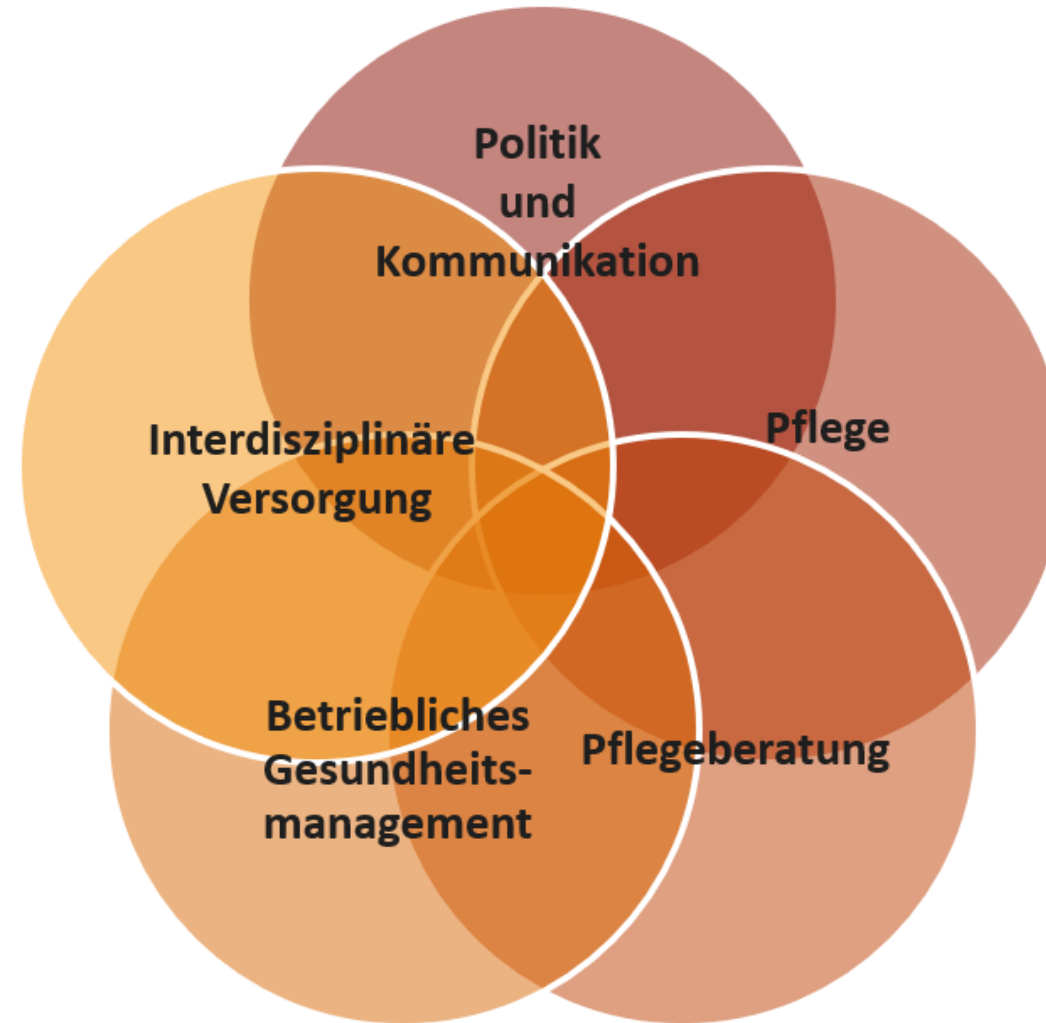 Politik
und
Kommunikation
Pflege
Interdisziplinäre
Versorgung
Betriebliches
Gesundheits-
management
Pflegeberatung